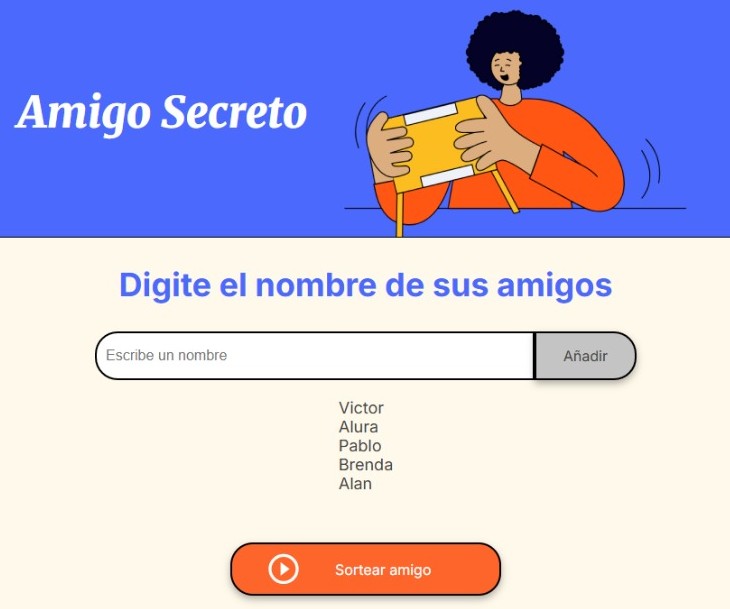 Amigo Secreto
Digite el nombre de sus amigos
Escribe un nombre
Añadir
Victor
Alura
Pablo
Brenda
Alan
Sortear amigo